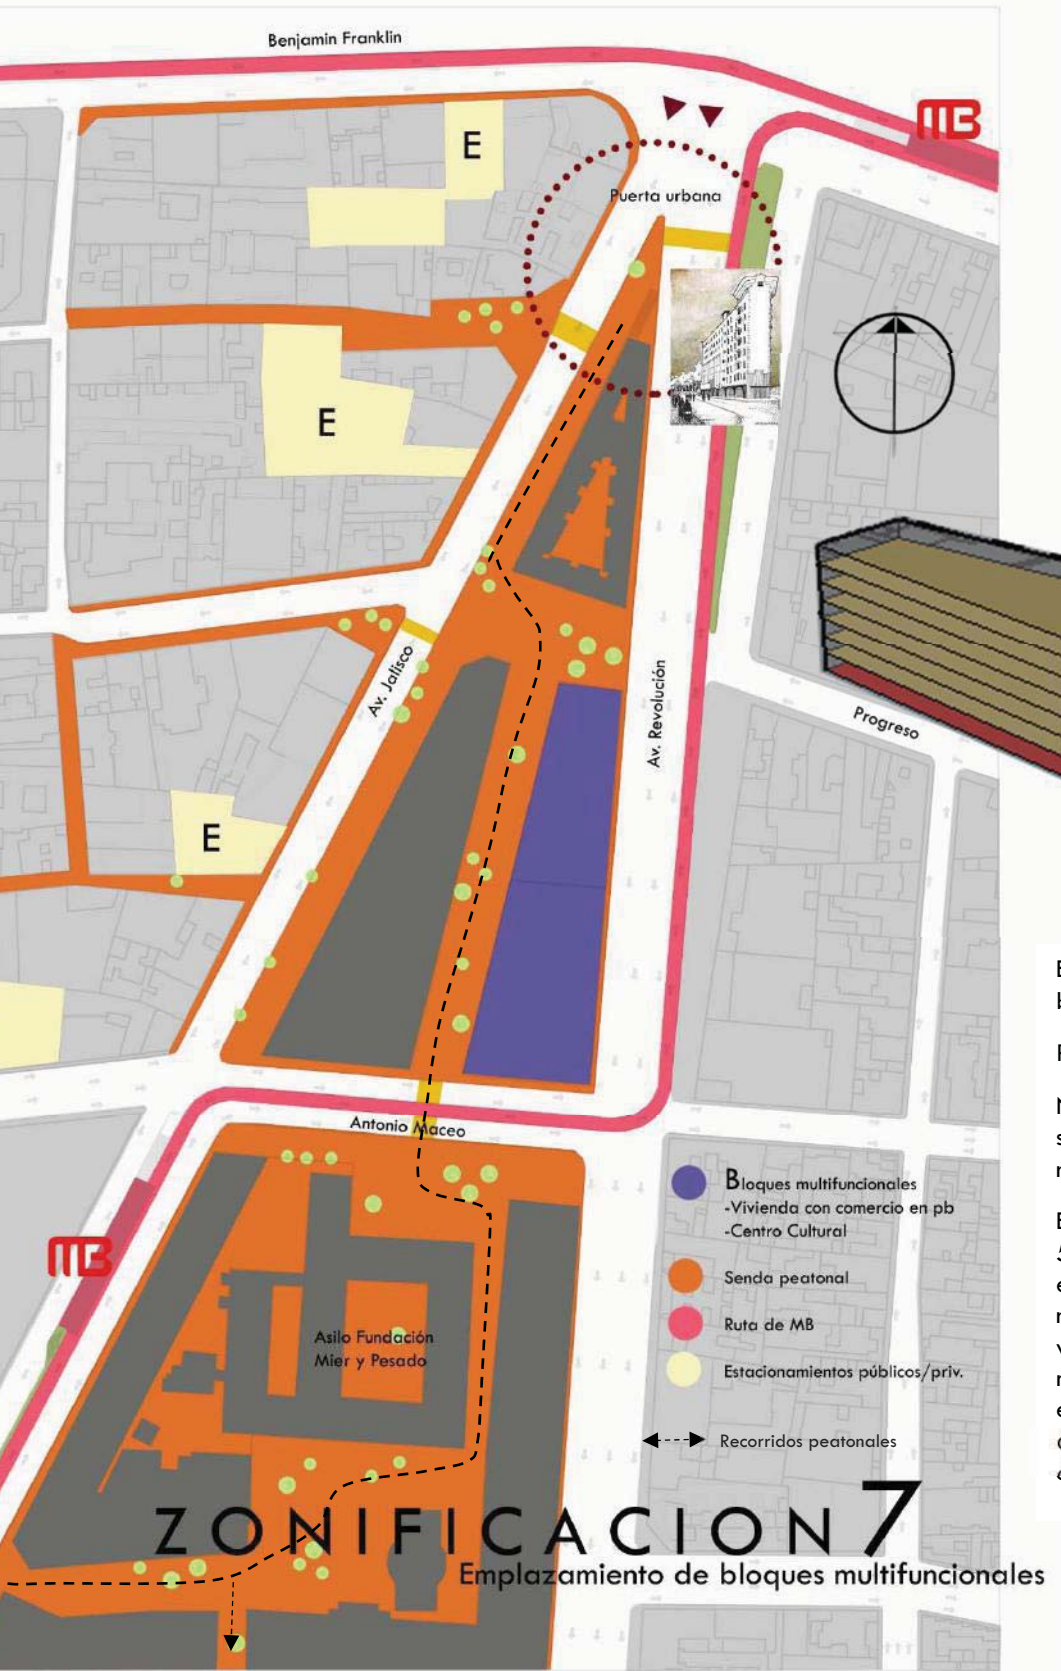 Benjamin Franklin
MB
E
Puerta urbana
E
Av. Jalisco
Av. Revolución
Progreso
E
Antonio Maceo
Bloques multifuncionales
-Vivienda con comercio en pb
-Centro Cultural
MB
Senda peatonal
Ruta de MB
Asilo Fundación
Mier y Pesado
Estacionamientos públicos/priv.
Recorridos peatonales
ZONIFICACION 7
Emplazamiento de bloques multifuncionales